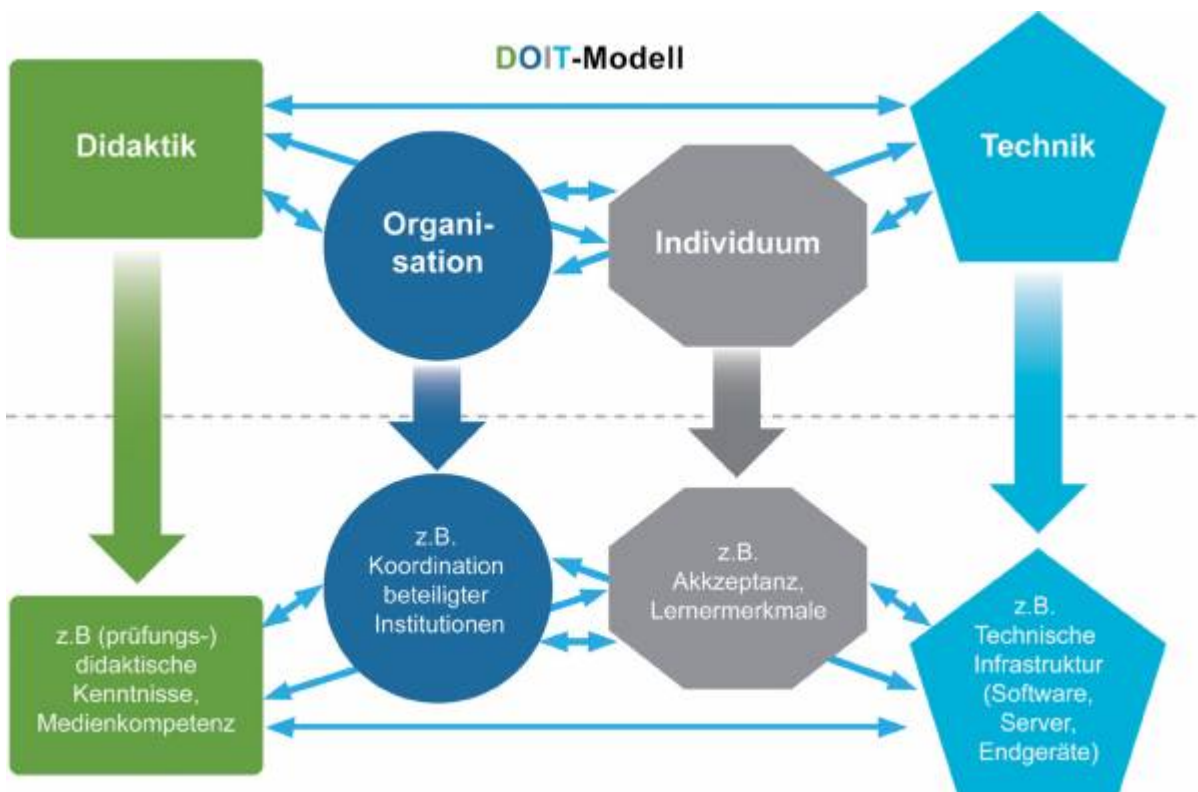 DOIT-Modell
Didaktik
Organi-
sation
Individuum
Technik
z.B (prüfungs-)
didaktische
Kenntnisse,
Medienkompetenz
z.B.
Koordination
beteiligter
Institutionen
z.B.
Akkzeptanz,
Lernermerkmale
z.B.
Technische
Infrastruktur
(Software,
Server,
Endgeräte)